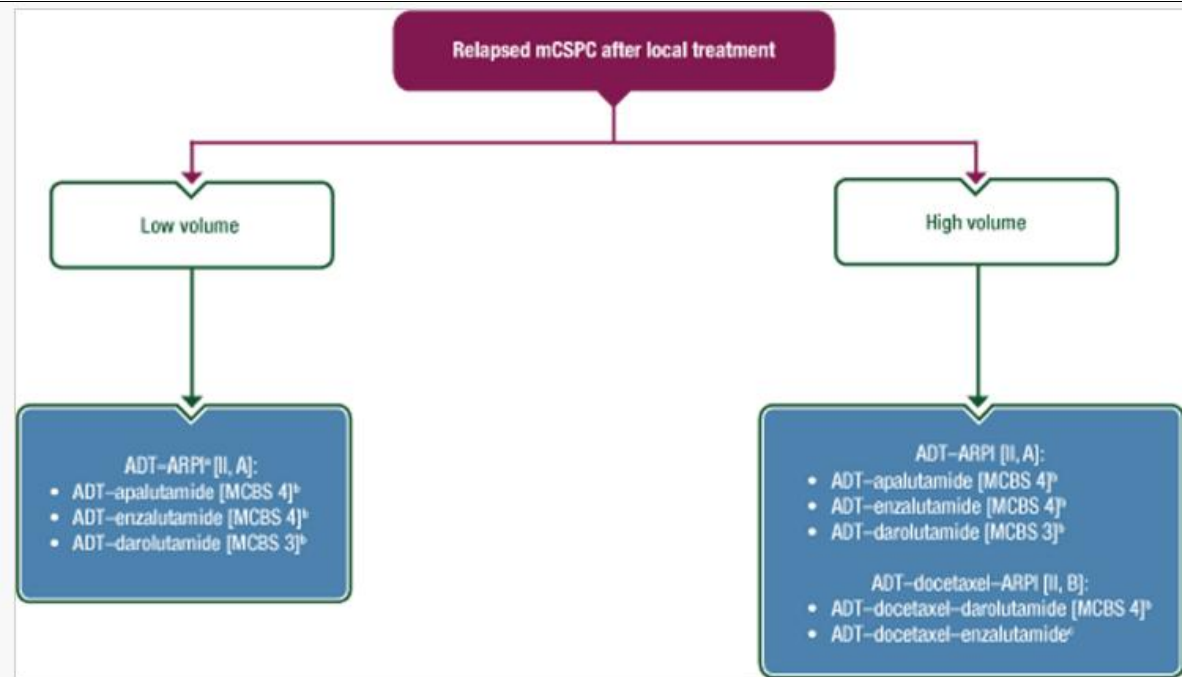 Relapsed mCSPC after local treatment
Low volume
High volume
ADT–ARPIᵃ [II, A]:
• ADT–apalutamide [MCBS 4]ᵇ
• ADT–enzalutamide [MCBS 4]ᵇ
• ADT–darolutamide [MCBS 3]ᵇ
ADT–ARPI [II, A]:
• ADT–apalutamide [MCBS 4]ᵇ
• ADT–enzalutamide [MCBS 4]ᵇ
• ADT–darolutamide [MCBS 3]ᵇ
ADT–docetaxel–ARPI [II, B]:
• ADT–docetaxel–darolutamide [MCBS 4]ᵇ
• ADT–docetaxel–enzalutamideᶜ